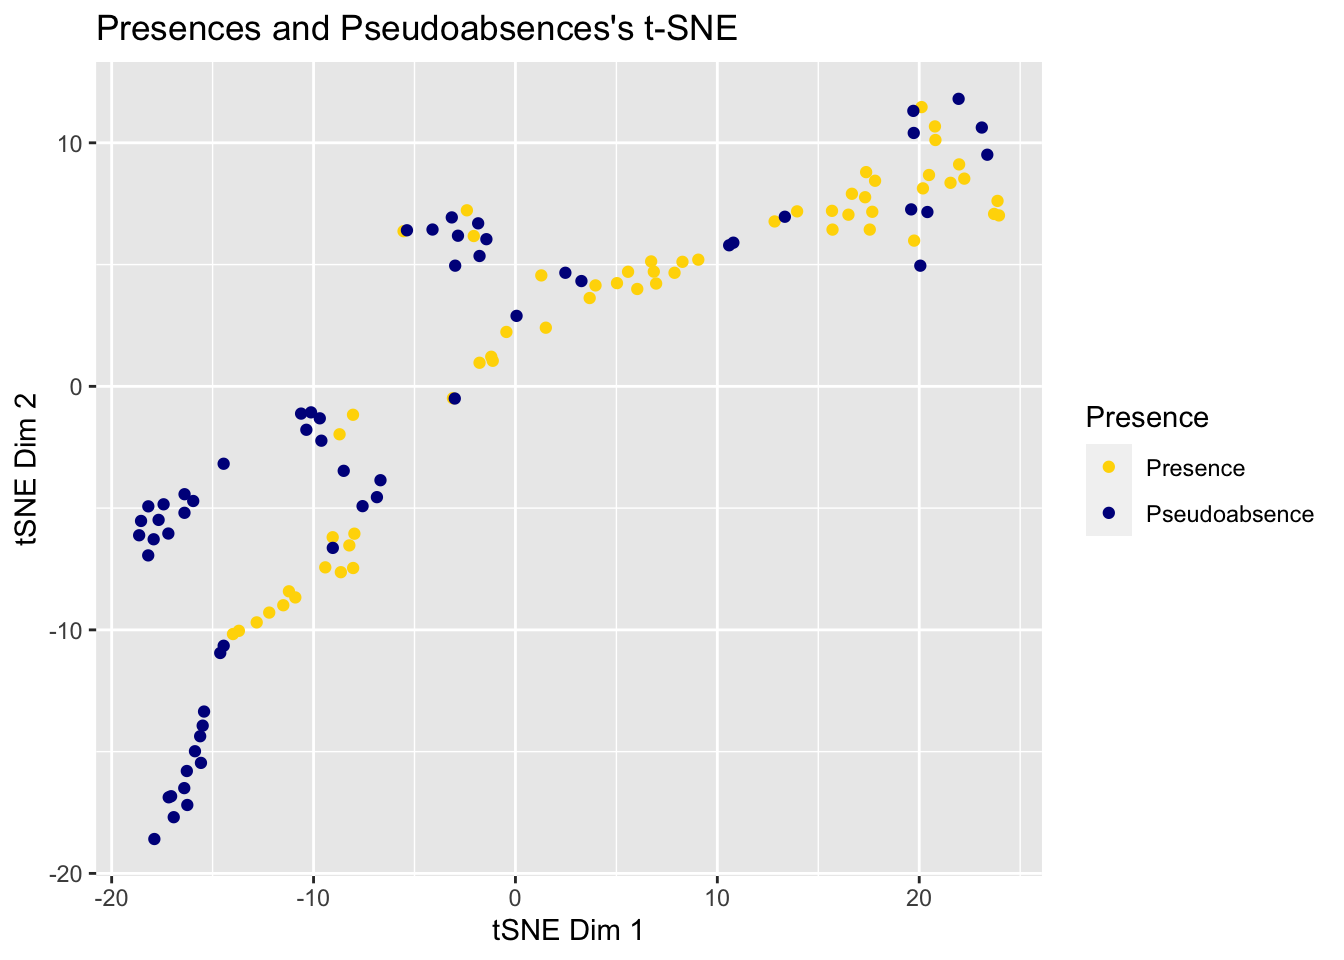 Presences and Pseudoabsences's t-SNE
10
0
-10
-20
-20
-10
0
10
20
tSNE Dim 1
tSNE Dim 2
Presence
Presence
Pseudoabsence